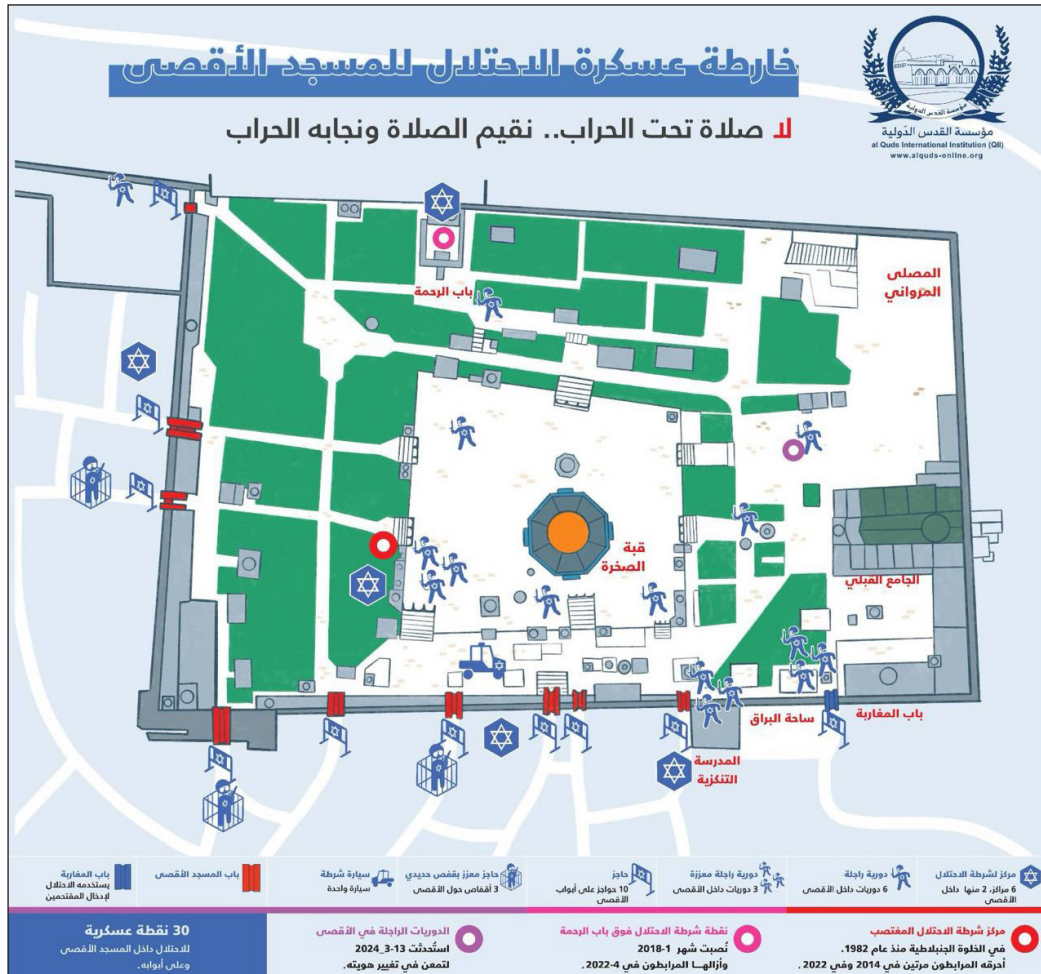 خارطة عسكرة الاحتلال للمسجد الأقصى
لا صلاة تحت الحراب.. نقيم الصلاة ونجابه الحراب
مؤسسة القدس الدولية
مؤسسة القدس الدّولية
al Quds International Institution (QII)
www.alquds-online.org
المصلى
المرواني
باب الرحمة
قبة
الصخرة
الجامع القبلي
باب المغاربة
ساحة البراق
المدرسة
التنكزية
مركز لشرطة الاحتلال
6 مراكز، 2 منها داخل
الأقصى
دورية راجلة
6 دوريات داخل الأقصى
دورية راجلة معززة
3 دوريات داخل الأقصى
حاجز
10 حواجز على أبواب
الأقصى
حاجز معزز بقفص حديدي
3 أقفاص حول الأقصى
سيارة شرطة
سيارة واحدة
باب المسجد الأقصى
باب المغاربة
يستخدمه الاحتلال
لإدخال المقتحمين
مركز شرطة الاحتلال المغتصب
في الخلوة الجنبلاطية منذ عام 1982.
أحرقه المرابطون مرتين في 2014 وفي 2022 .
نقطة شرطة الاحتلال فوق باب الرحمة
نُصبت شهر 1-2018
وأزالهــا المرابطون في 4-2022 .
الدوريات الراجلة في الأقصى
استُحدثت 13-3_2024
لتمعن في تغيير هويته.
30 نقطة عسكرية
للاحتلال داخل المسجد الأقصى
وعلى أبوابه.